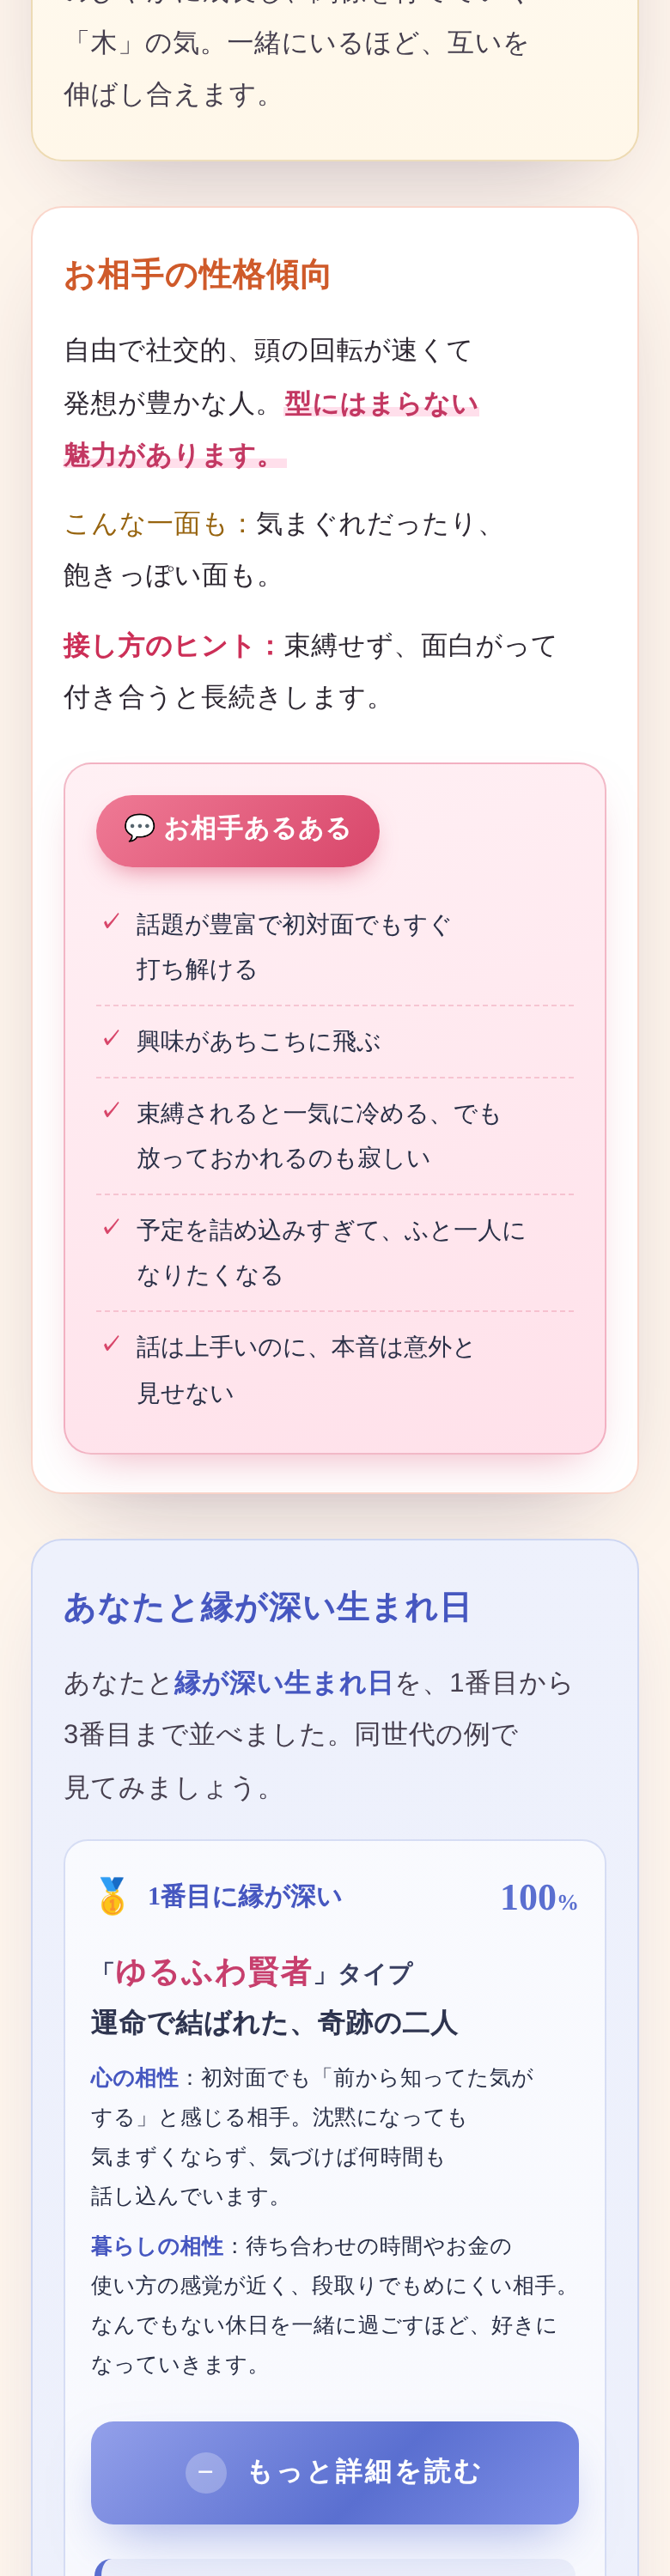 「木」の気。一緒にいるほど、互いを
伸ばし合えます。
お相手の性格傾向
自由で社交的、頭の回転が速くて
発想が豊かな人。型にはまらない
魅力があります。
こんな一面も：気まぐれだったり、
飽きっぽい面も。
接し方のヒント：束縛せず、面白がって
付き合うと長続きします。
💬 お相手あるある
✓ 話題が豊富で初対面でもすぐ
打ち解ける
✓ 興味があちこちに飛ぶ
✓ 束縛されると一気に冷める、でも
放っておかれるのも寂しい
✓ 予定を詰め込みすぎて、ふと一人に
なりたくなる
✓ 話は上手いのに、本音は意外と
見せない
あなたと縁が深い生まれ日
あなたと縁が深い生まれ日を、1番目から
3番目まで並べました。同世代の例で
見てみましょう。
🥇 1番目に縁が深い 100%
「ゆるふわ賢者」タイプ
運命で結ばれた、奇跡の二人
心の相性：初対面でも「前から知ってた気が
する」と感じる相手。沈黙になっても
気まずくならず、気づけば何時間も
話し込んでいます。
暮らしの相性：待ち合わせの時間やお金の
使い方の感覚が近く、段取りでもめにくい相手。
なんでもない休日を一緒に過ごすほど、好きに
なっていきます。
− もっと詳細を読む